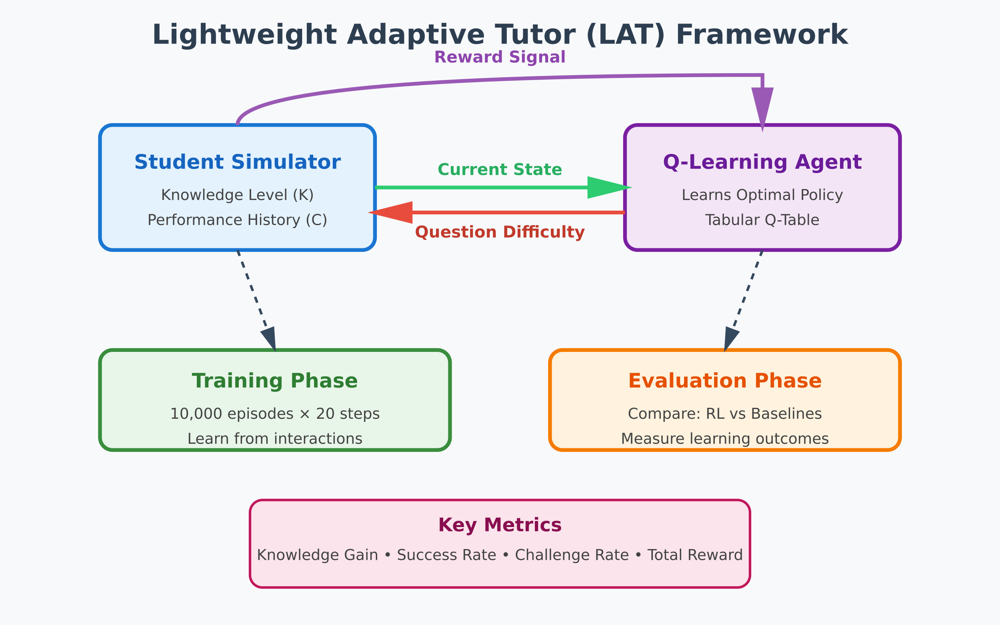 Lightweight Adaptive Tutor (LAT) Framework
Reward Signal
Student Simulator
Knowledge Level (K)
Performance History (C)
Current State
Question Difficulty
Q-Learning Agent
Learns Optimal Policy
Tabular Q-Table
Training Phase
10,000 episodes × 20 steps
Learn from interactions
Evaluation Phase
Compare: RL vs Baselines
Measure learning outcomes
Key Metrics
Knowledge Gain • Success Rate • Challenge Rate • Total Reward